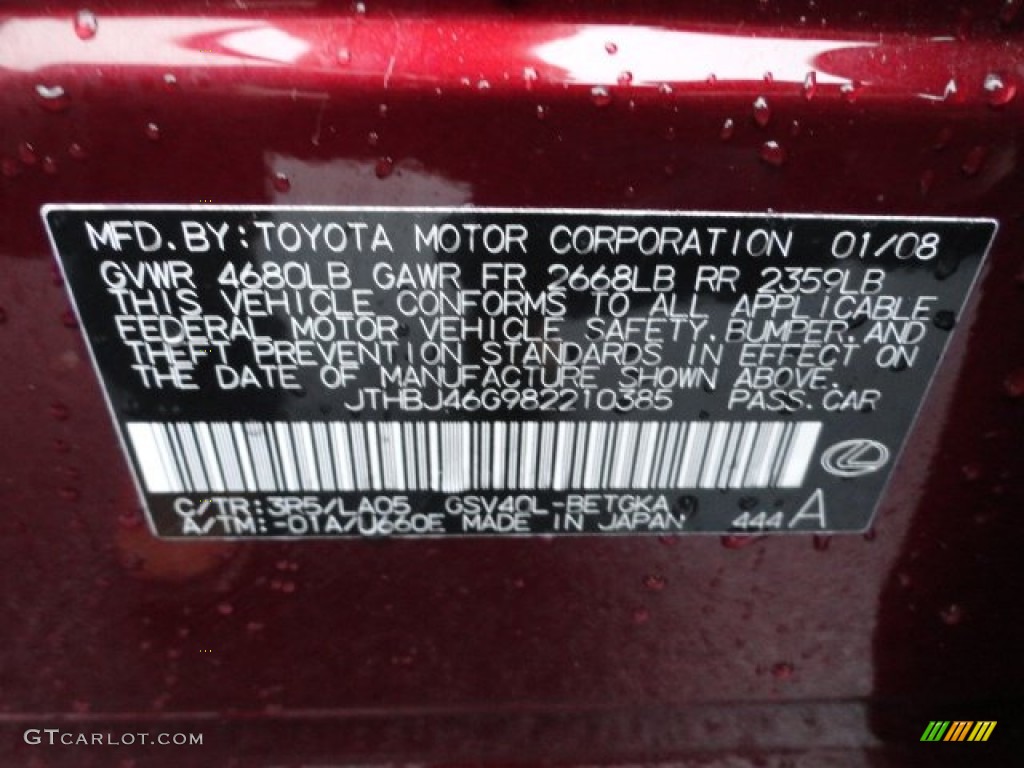 MFD. BY: TOYOTA MOTOR CORPORATION 01/08
GVWR 4680LB GAWR FR 2668LB RR 2359LB
THIS VEHICLE CONFORMS TO ALL APPLICABLE
FEDERAL MOTOR VEHICLE SAFETY, BUMPER, AND
THEFT PREVENTION STANDARDS IN EFFECT ON
THE DATE OF MANUFACTURE SHOWN ABOVE.
JTHBJ46G982210385 PASS. CAR
C/TR: 3R5/LA05 GSV40L-BETGKA
A/TM: -01A/U660E MADE IN JAPAN 444 A
GTCARLOT.COM